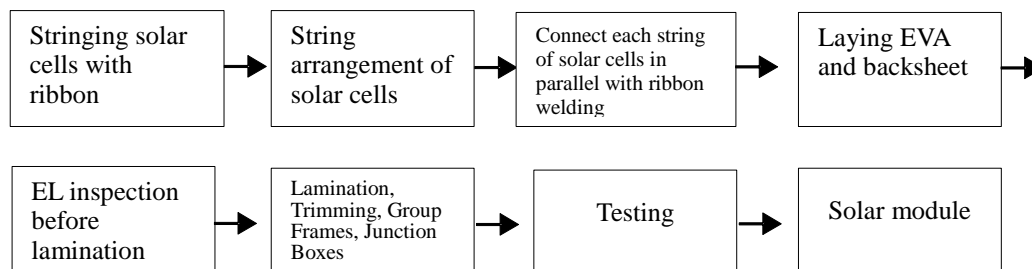 Stringing solar
cells with
ribbon
String
arrangement of
solar cells
Connect each string
of solar cells in
parallel with ribbon
welding
Laying EVA
and backsheet
EL inspection
before
lamination
Lamination,
Trimming, Group
Frames, Junction
Boxes
Testing
Solar module